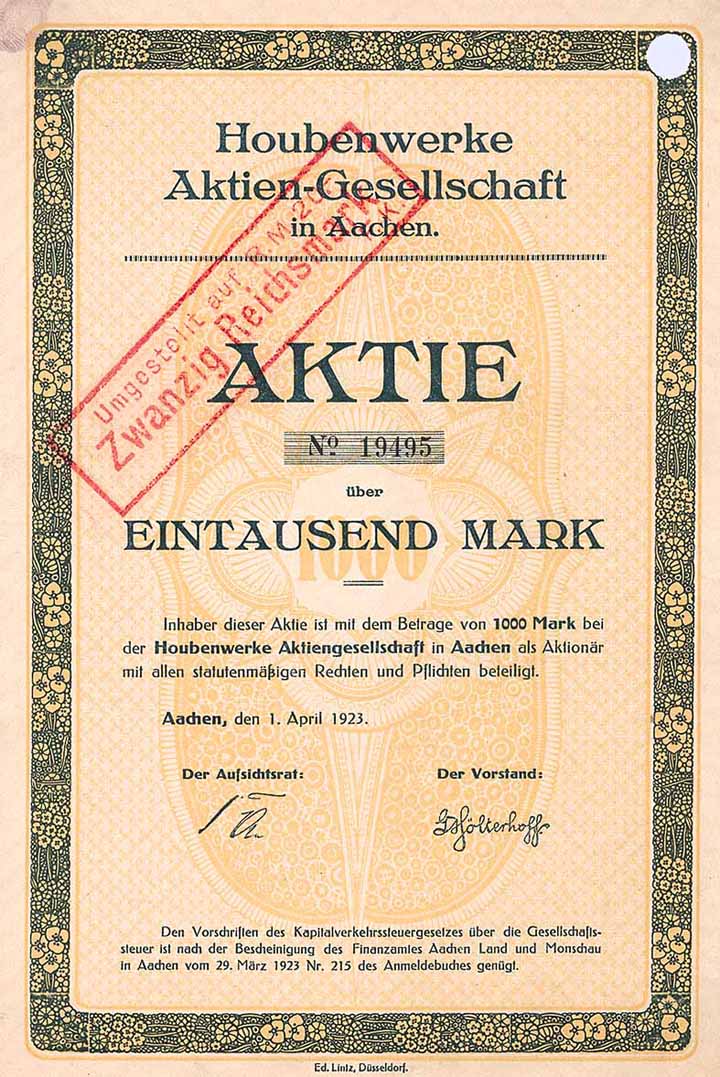 Houbenwerke
Aktien-Gesellschaft
in Aachen.
Umgestellt auf R.M. 20
Zwanzig Reichsmark
AKTIE
No 19495
über
EINTAUSEND MARK
1000
Inhaber dieser Aktie ist mit dem Betrage von 1000 Mark bei
der Houbenwerke Aktiengesellschaft in Aachen als Aktionär
mit allen statutenmäßigen Rechten und Pflichten beteiligt.
Aachen, den 1. April 1923.
Der Aufsichtsrat:
Der Vorstand:
Hölterhoff
Den Vorschriften des Kapitalverkehrssteuergesetzes über die Gesellschafts-
steuer ist nach der Bescheinigung des Finanzamtes Aachen Land und Monschau
in Aachen vom 29. März 1923 Nr. 215 des Anmeldebuches genügt.
Ed. Lintz, Düsseldorf.